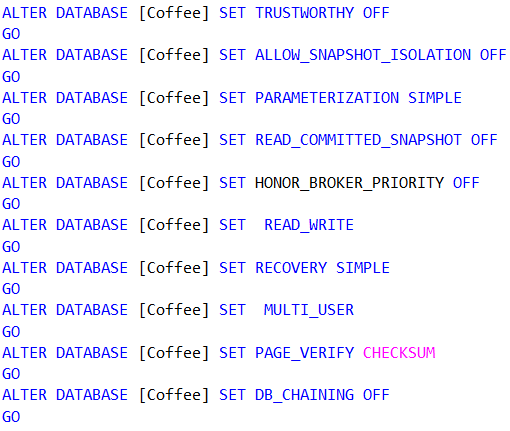 ALTER DATABASE [Coffee] SET TRUSTWORTHY OFF
GO
ALTER DATABASE [Coffee] SET ALLOW_SNAPSHOT_ISOLATION OFF
GO
ALTER DATABASE [Coffee] SET PARAMETERIZATION SIMPLE
GO
ALTER DATABASE [Coffee] SET READ_COMMITTED_SNAPSHOT OFF
GO
ALTER DATABASE [Coffee] SET HONOR_BROKER_PRIORITY OFF
GO
ALTER DATABASE [Coffee] SET  READ_WRITE
GO
ALTER DATABASE [Coffee] SET RECOVERY SIMPLE
GO
ALTER DATABASE [Coffee] SET  MULTI_USER
GO
ALTER DATABASE [Coffee] SET PAGE_VERIFY CHECKSUM
GO
ALTER DATABASE [Coffee] SET DB_CHAINING OFF
GO